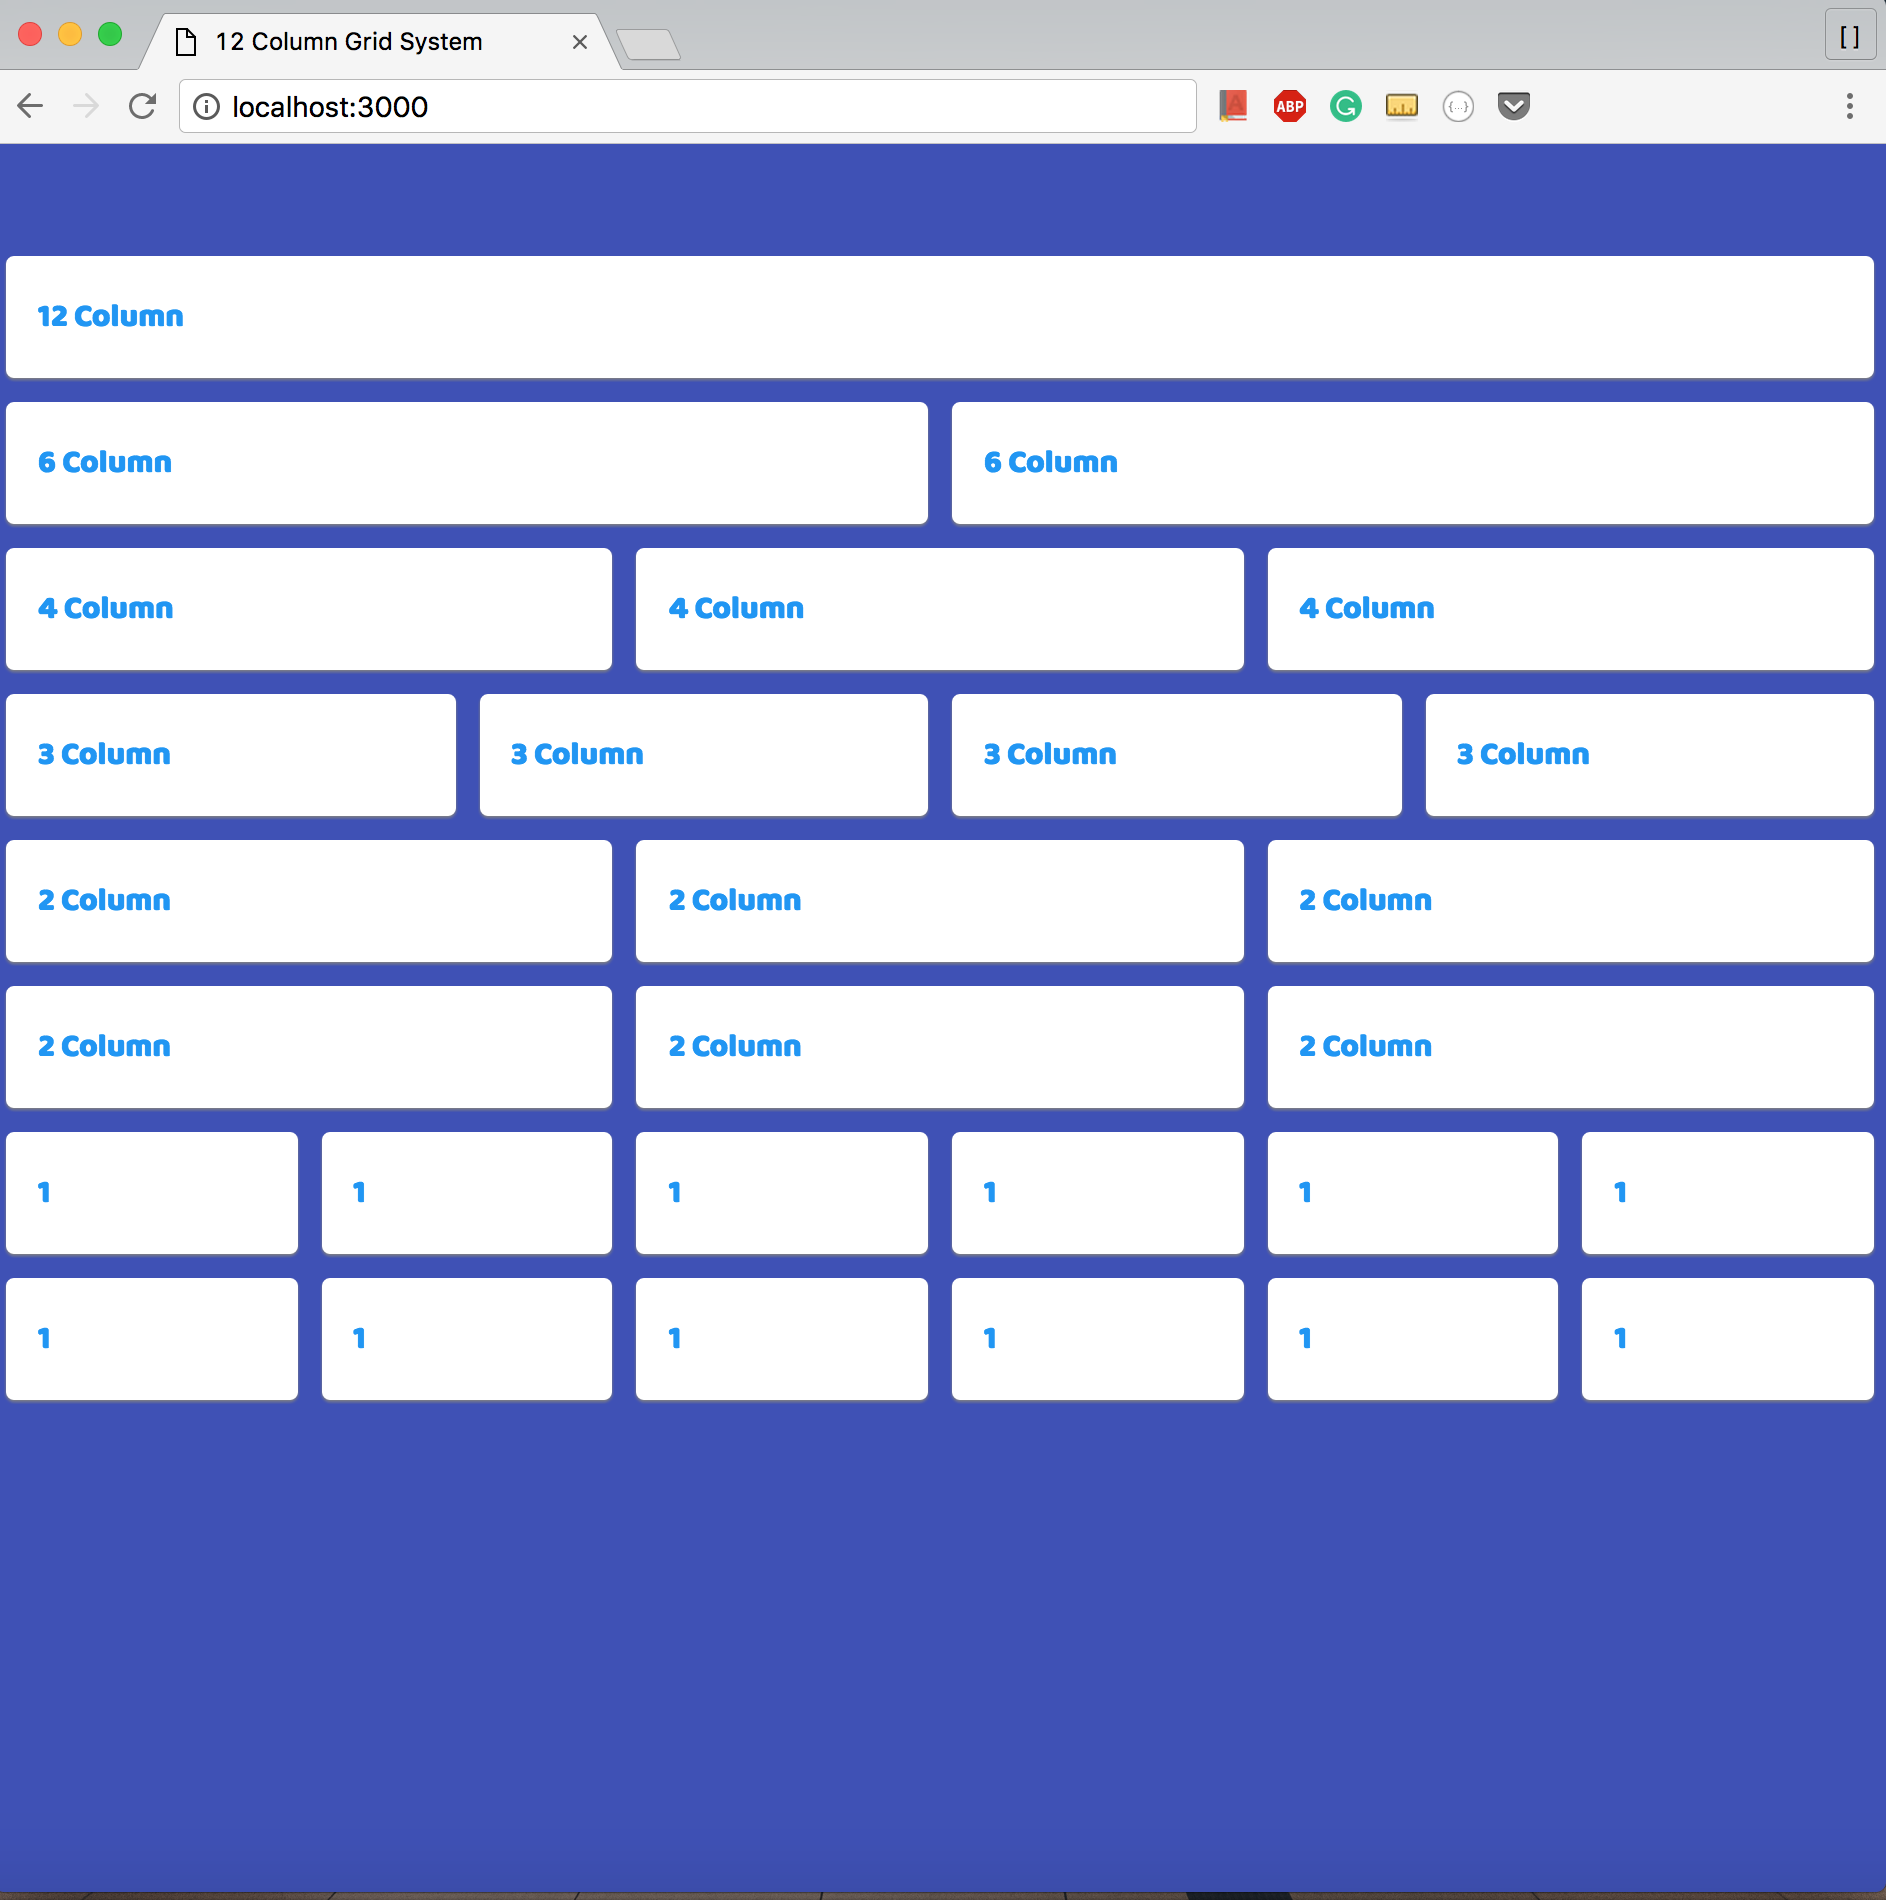 12 Column Grid System
[ ]
localhost:3000
A
ABP
G
{...}
12 Column
6 Column 6 Column
4 Column 4 Column 4 Column
3 Column 3 Column 3 Column 3 Column
2 Column 2 Column 2 Column
2 Column 2 Column 2 Column
1 1 1 1 1 1
1 1 1 1 1 1